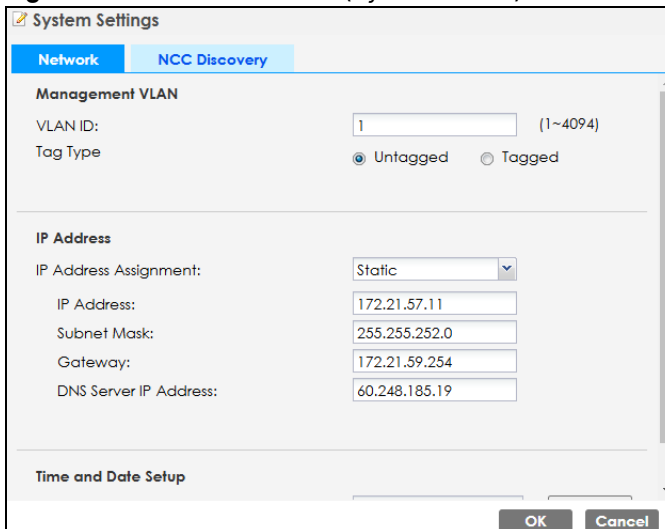 System Settings
Network NCC Discovery
Management VLAN
VLAN ID: 1 (1~4094)
Tag Type Untagged Tagged
IP Address
IP Address Assignment: Static
IP Address: 172.21.57.11
Subnet Mask: 255.255.252.0
Gateway: 172.21.59.254
DNS Server IP Address: 60.248.185.19
Time and Date Setup
OK Cancel